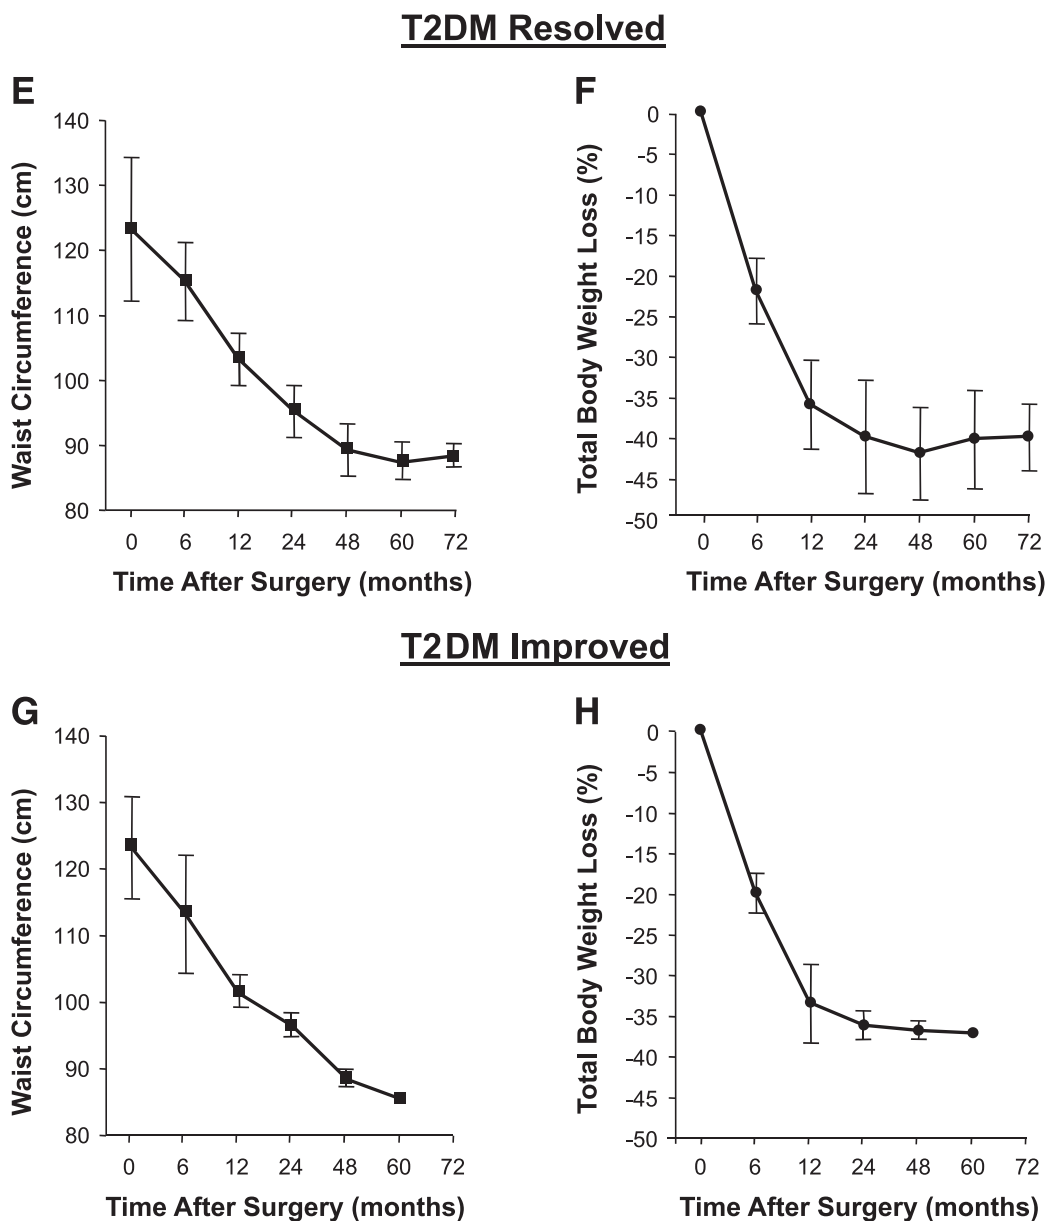 T2DM Resolved
E
F
Waist Circumference (cm)
140
130
120
110
100
90
80
0 6 12 24 48 60 72
Time After Surgery (months)
Total Body Weight Loss (%)
0
-5
-10
-15
-20
-25
-30
-35
-40
-45
-50
0 6 12 24 48 60 72
Time After Surgery (months)
T2DM Improved
G
H
Waist Circumference (cm)
140
130
120
110
100
90
80
0 6 12 24 48 60 72
Time After Surgery (months)
Total Body Weight Loss (%)
0
-5
-10
-15
-20
-25
-30
-35
-40
-45
-50
0 6 12 24 48 60 72
Time After Surgery (months)